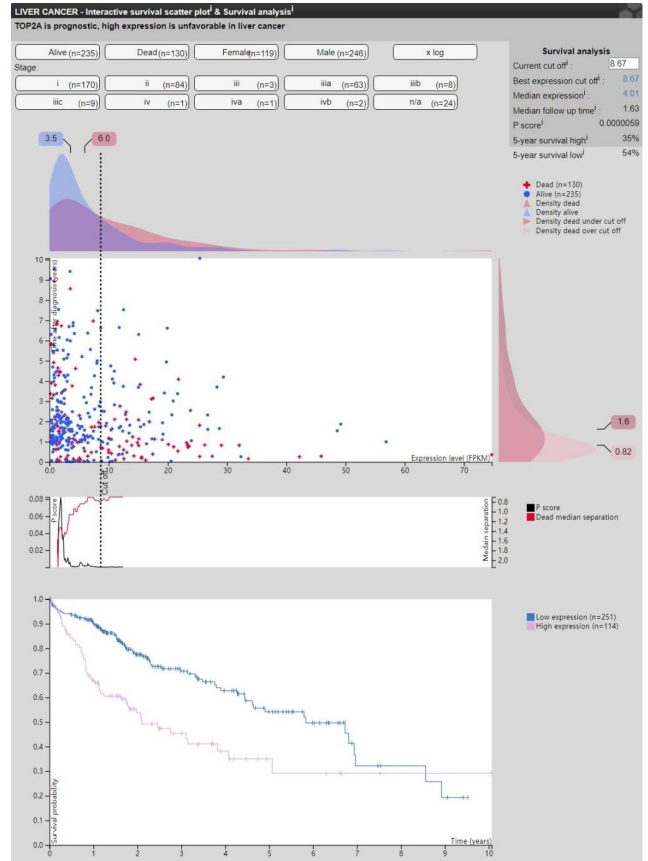 LIVER CANCER - Interactive survival scatter plot i & Survival analysis i
TOP2A is prognostic, high expression is unfavorable in liver cancer
Alive (n=235) Dead (n=130) Female (n=119) Male (n=246) x log
Stage:
i (n=170) ii (n=84) iii (n=3) iiia (n=63) iiib (n=8)
iiic (n=9) iv (n=1) iva (n=1) ivb (n=2) n/a (n=24)
Survival analysis
Current cut off i : 8.67
Best expression cut off i : 8.67
Median expression i : 4.01
Median follow up time i : 1.63
P score i 0.0000059
5-year survival high i 35%
5-year survival low i 54%
3.5 6.0
Dead (n=130)
Alive (n=235)
Density dead
Density alive
Density dead under cut off
Density dead over cut off
10
9
8
7
6
5
4
3
2
1
0
after diagnosis (years)
Expression level (FPKM)
0.0 10 20 30 40 50 60 70
Cut off
1.6
0.82
0.08
0.06
0.04
0.02
P score
Medain separation
0.8
1.0
1.2
1.4
1.6
1.8
2.0
P score
Dead median separation
1.0
0.9
0.8
0.7
0.6
0.5
0.4
0.3
0.2
0.1
0.0
Survival probability
Time (years)
0 1 2 3 4 5 6 7 8 9 10
Low expression (n=251)
High expression (n=114)